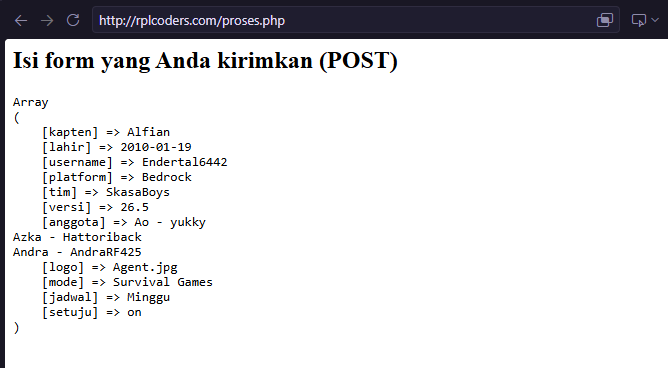 http://rplcoders.com/proses.php
Isi form yang Anda kirimkan (POST)
Array
(
    [kapten] => Alfian
    [lahir] => 2010-01-19
    [username] => Endertal6442
    [platform] => Bedrock
    [tim] => SkasaBoys
    [versi] => 26.5
    [anggota] => Ao - yukky
Azka - Hattoriback
Andra - AndraRF425
    [logo] => Agent.jpg
    [mode] => Survival Games
    [jadwal] => Minggu
    [setuju] => on
)